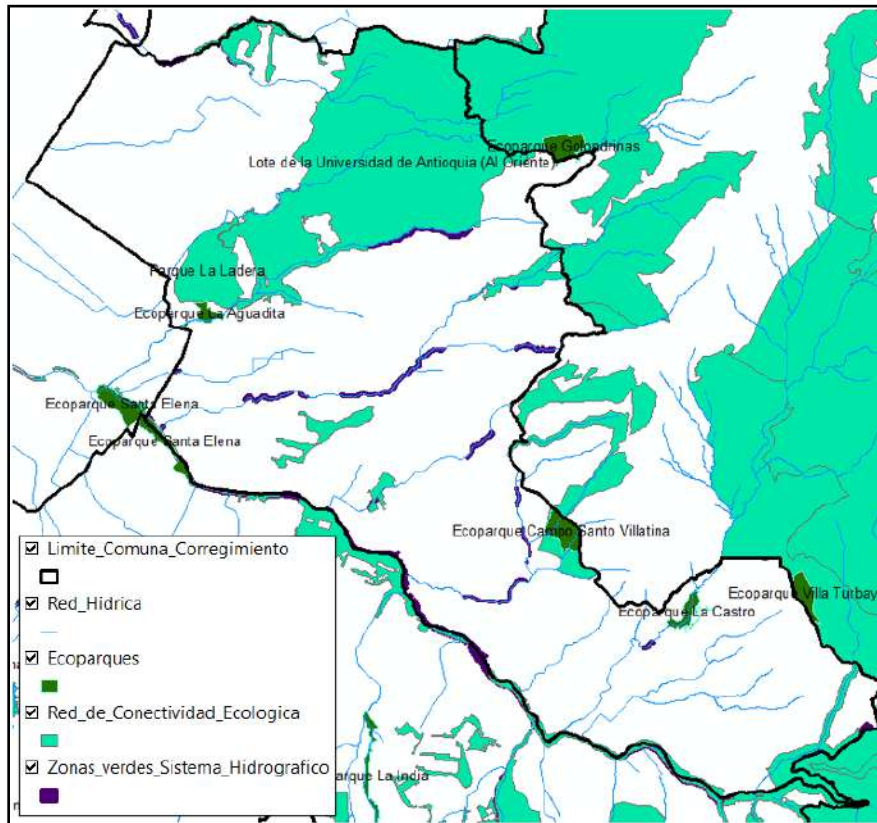 Ecoparque Golondrinas
Lote de la Universidad de Antioquia (Al Oriente)
Parque La Ladera
Ecoparque La Aguadita
Ecoparque Santa Elena
Ecoparque Santa Elena
Ecoparque Campo Santo Villatina
Ecoparque Villa Turbay
Ecoparque La Castro
Limite_Comuna_Corregimiento
Red_Hidrica
Ecoparques
Red_de_Conectividad_Ecologica
Zonas_verdes_Sistema_Hidrografico
La India